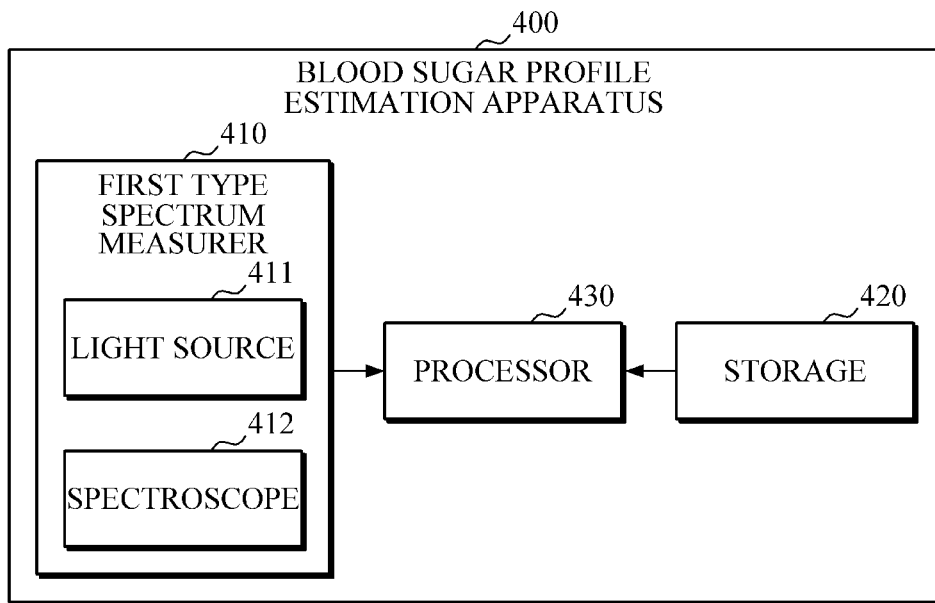 400
BLOOD SUGAR PROFILE
ESTIMATION APPARATUS
410
FIRST TYPE
SPECTRUM
MEASURER
411
LIGHT SOURCE
412
SPECTROSCOPE
430
PROCESSOR
420
STORAGE